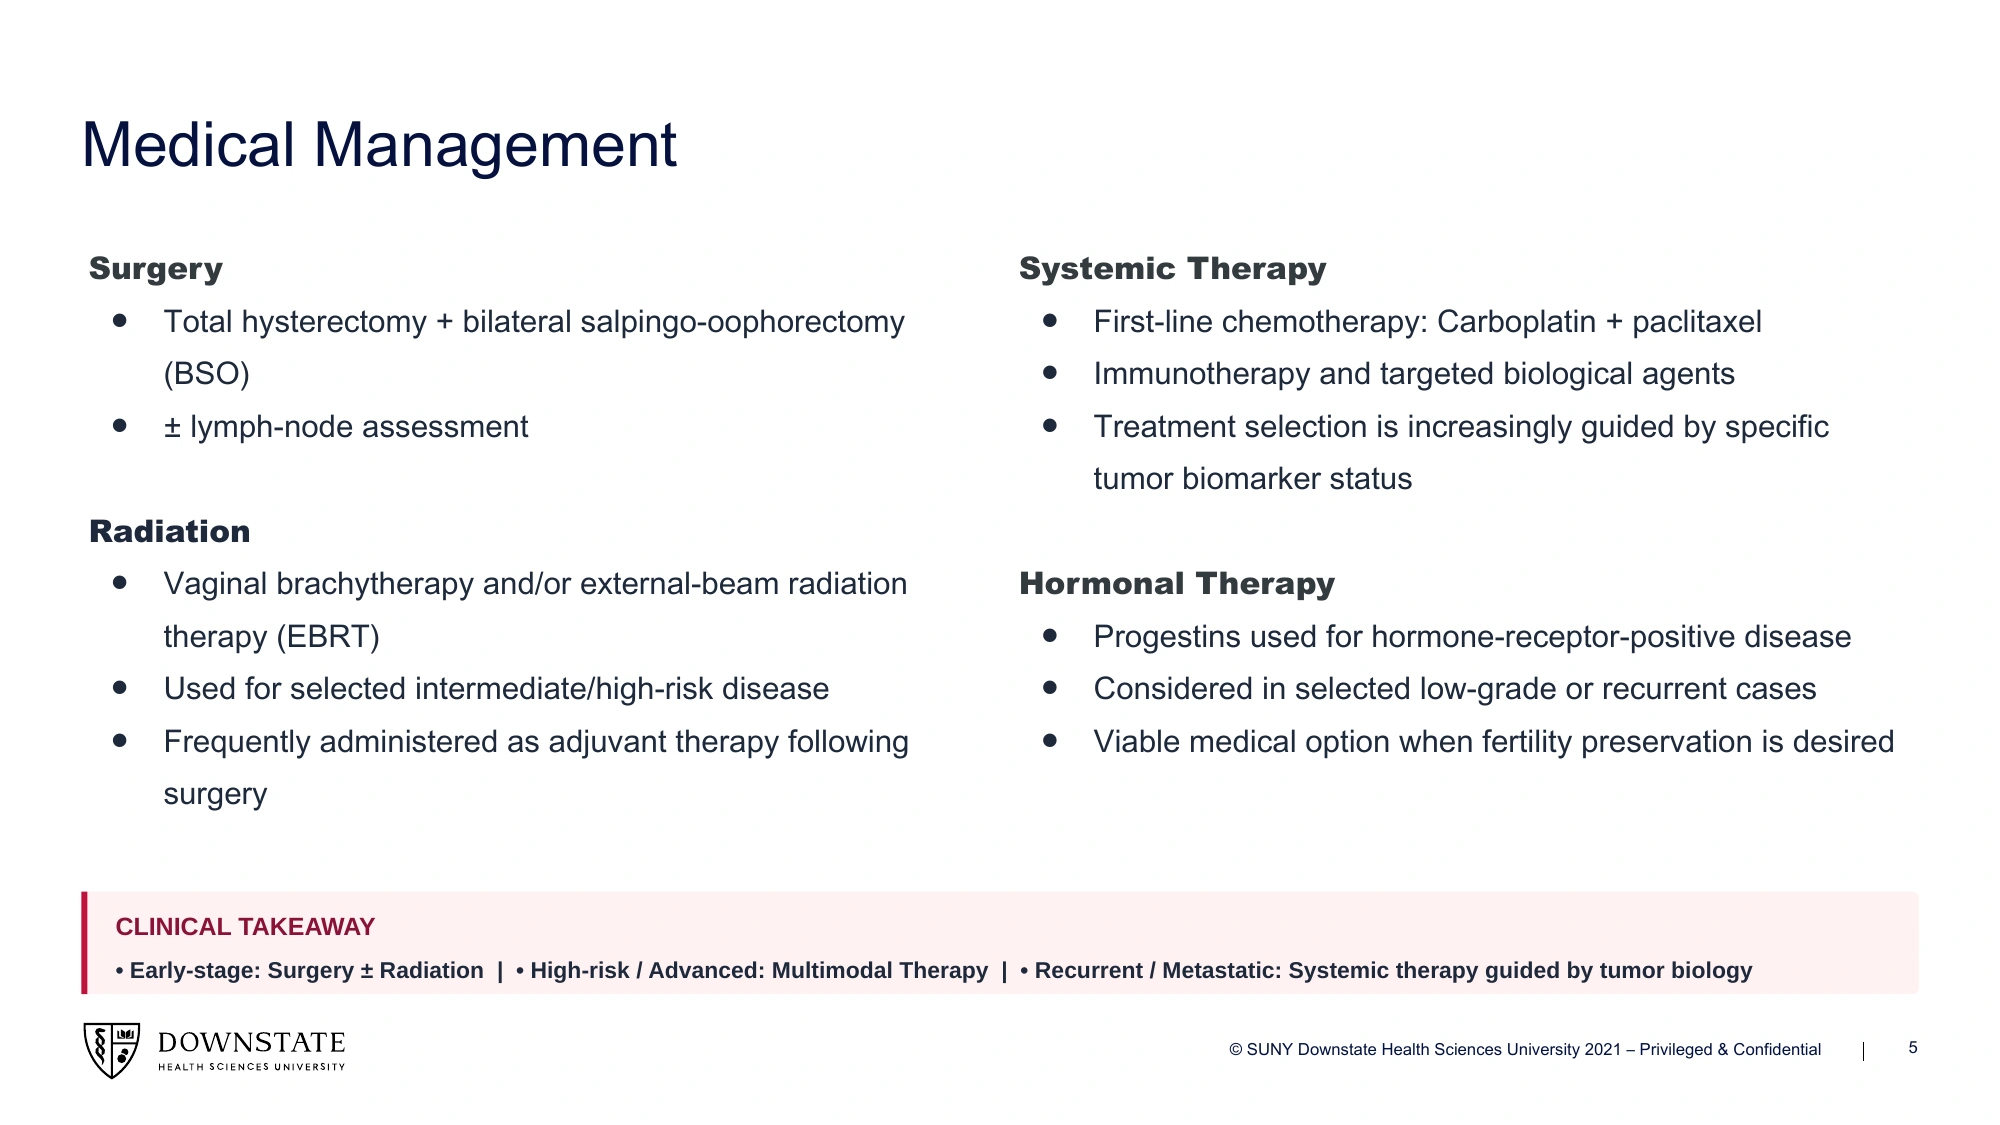 Medical Management
Surgery
● Total hysterectomy + bilateral salpingo-oophorectomy
(BSO)
● ± lymph-node assessment
Radiation
● Vaginal brachytherapy and/or external-beam radiation
therapy (EBRT)
● Used for selected intermediate/high-risk disease
● Frequently administered as adjuvant therapy following
surgery
Systemic Therapy
● First-line chemotherapy: Carboplatin + paclitaxel
● Immunotherapy and targeted biological agents
● Treatment selection is increasingly guided by specific
tumor biomarker status
Hormonal Therapy
● Progestins used for hormone-receptor-positive disease
● Considered in selected low-grade or recurrent cases
● Viable medical option when fertility preservation is desired
CLINICAL TAKEAWAY
• Early-stage: Surgery ± Radiation | • High-risk / Advanced: Multimodal Therapy | • Recurrent / Metastatic: Systemic therapy guided by tumor biology
DOWNSTATE
HEALTH SCIENCES UNIVERSITY
© SUNY Downstate Health Sciences University 2021 – Privileged & Confidential | 5